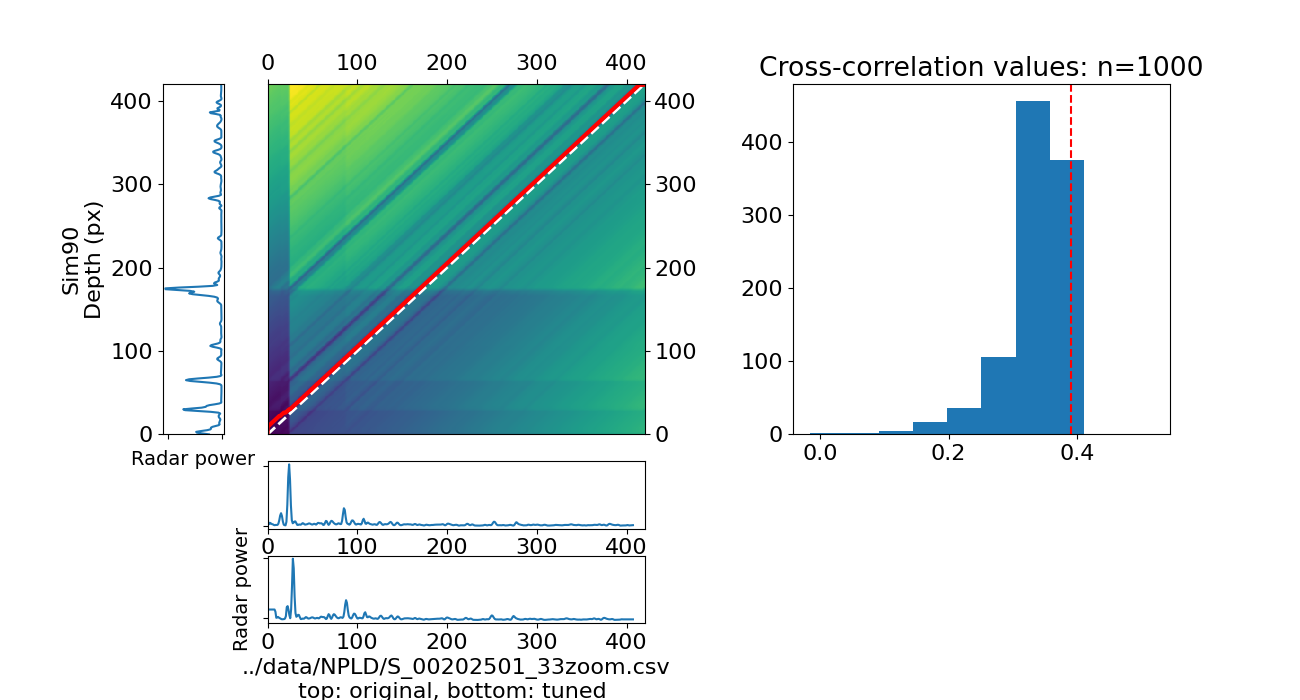 Cross-correlation values: n=1000
0 100 200 300 400
400
300
200
100
0
Sim90
Depth (px)
Radar power
400
300
200
100
0
400
300
200
100
0
0.0 0.2 0.4
0 100 200 300 400
Radar power
0 100 200 300 400
../data/NPLD/S_00202501_33zoom.csv
top: original, bottom: tuned